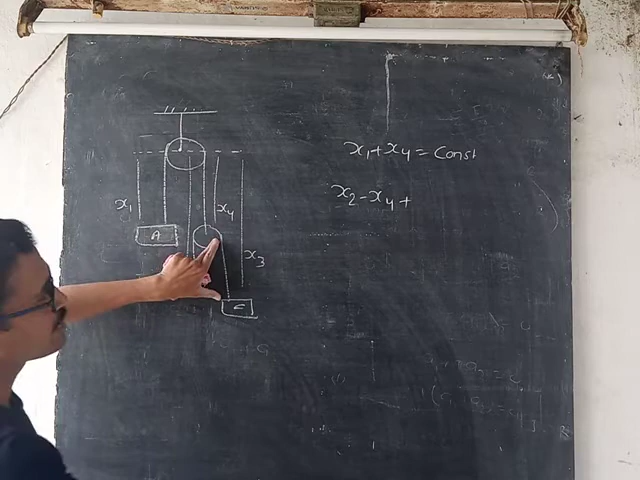 x₁+x₄ = Const
x₂-x₄+
x₁
A
x₄
x₃
C